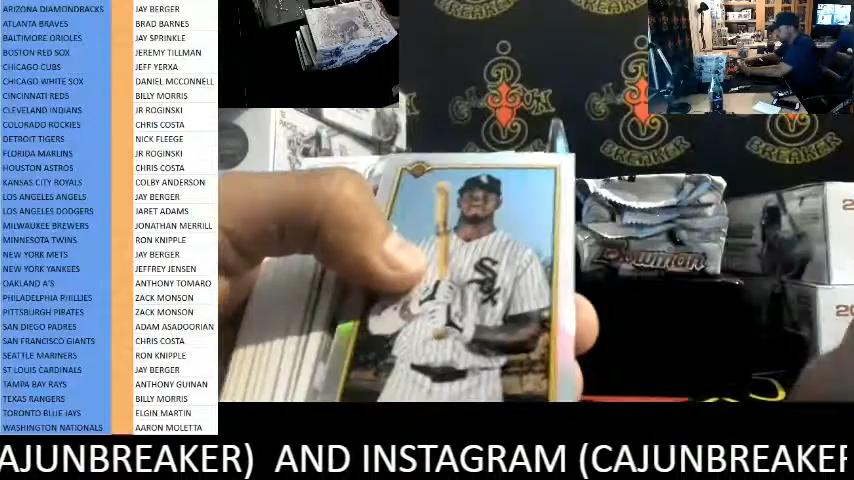 ARIZONA DIAMONDBACKS JAY BERGER
ATLANTA BRAVES BRAD BARNES
BALTIMORE ORIOLES JAY SPRINKLE
BOSTON RED SOX JEREMY TILLMAN
CHICAGO CUBS JEFF YERXA
CHICAGO WHITE SOX DANIEL MCCONNELL
CINCINNATI REDS BILLY MORRIS
CLEVELAND INDIANS JR ROGINSKI
COLORADO ROCKIES CHRIS COSTA
DETROIT TIGERS NICK FLEEGE
FLORIDA MARLINS JR ROGINSKI
HOUSTON ASTROS CHRIS COSTA
KANSAS CITY ROYALS COLBY ANDERSON
LOS ANGELES ANGELS JAY BERGER
LOS ANGELES DODGERS JARET ADAMS
MILWAUKEE BREWERS JONATHAN MERRILL
MINNESOTA TWINS RON KNIPPLE
NEW YORK METS JAY BERGER
NEW YORK YANKEES JEFFREY JENSEN
OAKLAND A'S ANTHONY TOMARO
PHILADELPHIA PHILLIES ZACK MONSON
PITTSBURGH PIRATES ZACK MONSON
SAN DIEGO PADRES ADAM ASADOORIAN
SAN FRANCISCO GIANTS CHRIS COSTA
SEATTLE MARINERS RON KNIPPLE
ST LOUIS CARDINALS JAY BERGER
TAMPA BAY RAYS ANTHONY GUINAN
TEXAS RANGERS BILLY MORRIS
TORONTO BLUE JAYS ELGIN MARTIN
WASHINGTON NATIONALS AARON MOLETTA
BREAKER
BREAKER
Sox
Bowman
AJUNBREAKER) AND INSTAGRAM (CAJUNBREAKER